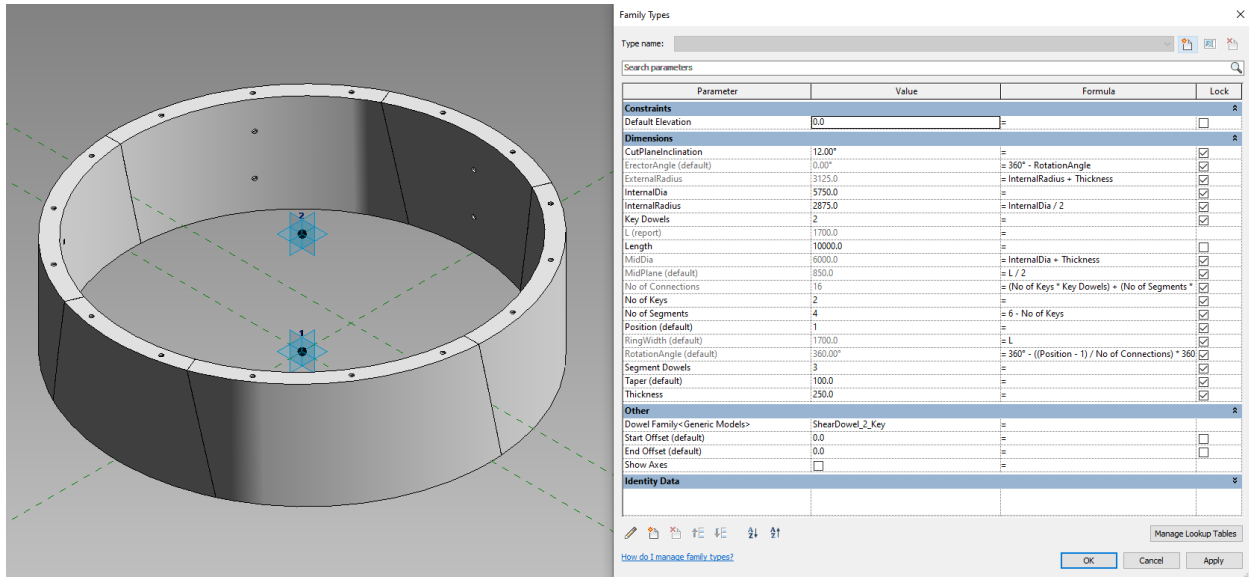 Family Types
Type name:
Search parameters
Parameter Value Formula Lock
Constraints
Default Elevation 0.0 =
Dimensions
CutPlaneInclination 12.00° =
ErectorAngle (default) 0.00° = 360° - RotationAngle
ExternalRadius 3125.0 = InternalRadius + Thickness
InternalDia 5750.0 =
InternalRadius 2875.0 = InternalDia / 2
Key Dowels 2 =
L (report) 1700.0 =
Length 10000.0 =
MidDia 6000.0 = InternalDia + Thickness
MidPlane (default) 850.0 = L / 2
No of Connections 16 = (No of Keys * Key Dowels) + (No of Segments *
No of Keys 2 =
No of Segments 4 = 6 - No of Keys
Position (default) 1 =
RingWidth (default) 1700.0 = L
RotationAngle (default) 360.00° = 360° - ((Position - 1) / No of Connections) * 360
Segment Dowels 3 =
Taper (default) 100.0 =
Thickness 250.0 =
Other
Dowel Family<Generic Models> ShearDowel_2_Key =
Start Offset (default) 0.0 =
End Offset (default) 0.0 =
Show Axes =
Identity Data
Manage Lookup Tables
How do I manage family types?
OK Cancel Apply
2
1